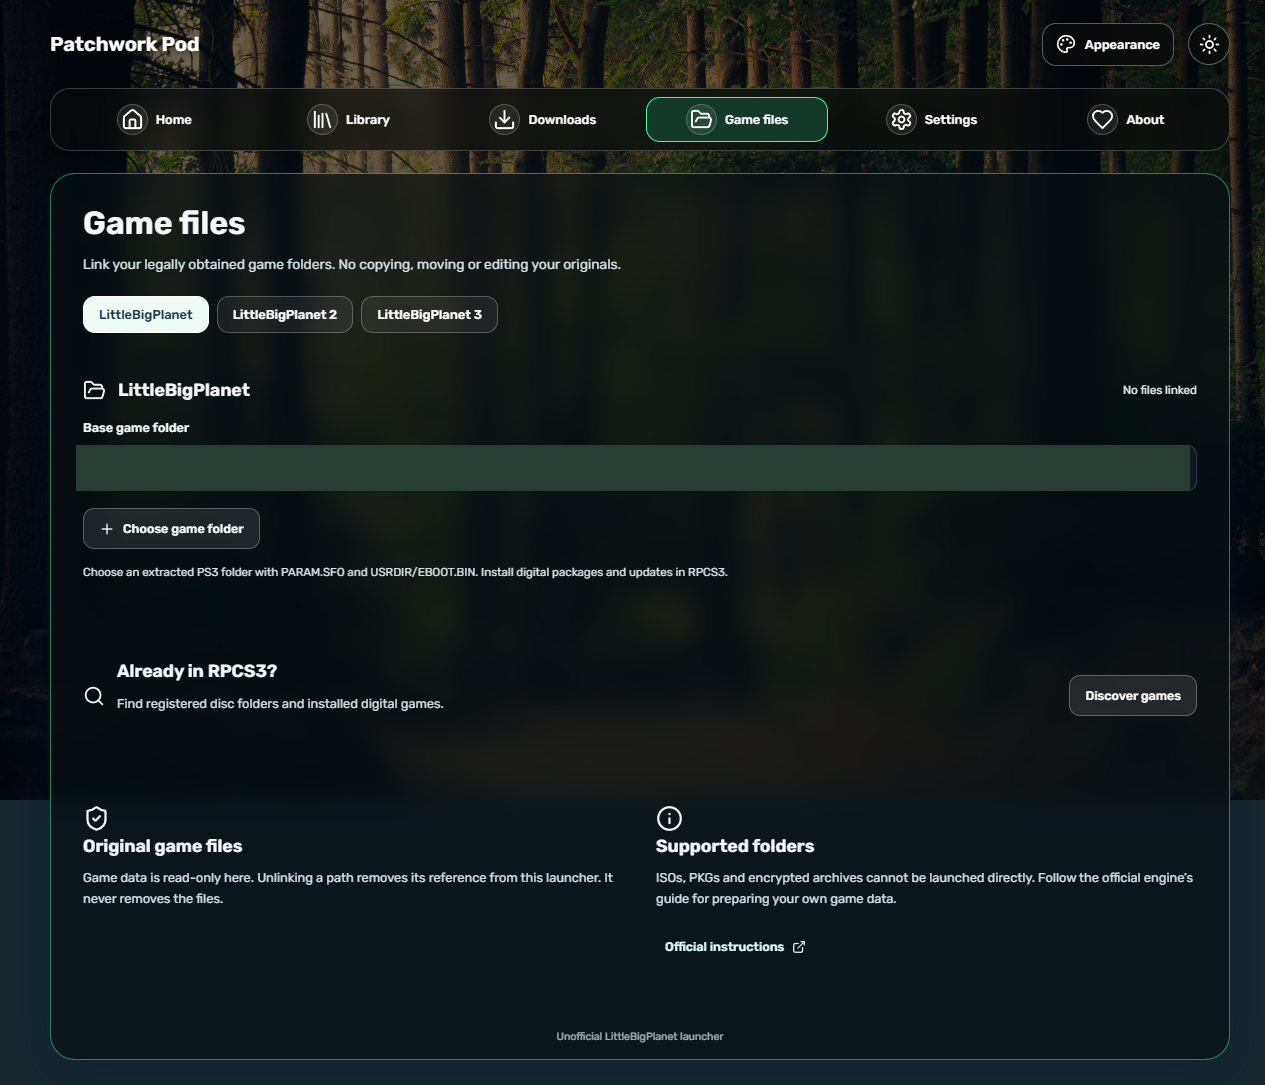 Patchwork Pod
Appearance
Home
Library
Downloads
Game files
Settings
About
Game files
Link your legally obtained game folders. No copying, moving or editing your originals.
LittleBigPlanet
LittleBigPlanet 2
LittleBigPlanet 3
LittleBigPlanet
No files linked
Base game folder
Choose game folder
Choose an extracted PS3 folder with PARAM.SFO and USRDIR/EBOOT.BIN. Install digital packages and updates in RPCS3.
Already in RPCS3?
Find registered disc folders and installed digital games.
Discover games
Original game files
Game data is read-only here. Unlinking a path removes its reference from this launcher. It
never removes the files.
Supported folders
ISOs, PKGs and encrypted archives cannot be launched directly. Follow the official engine's
guide for preparing your own game data.
Official instructions
Unofficial LittleBigPlanet launcher